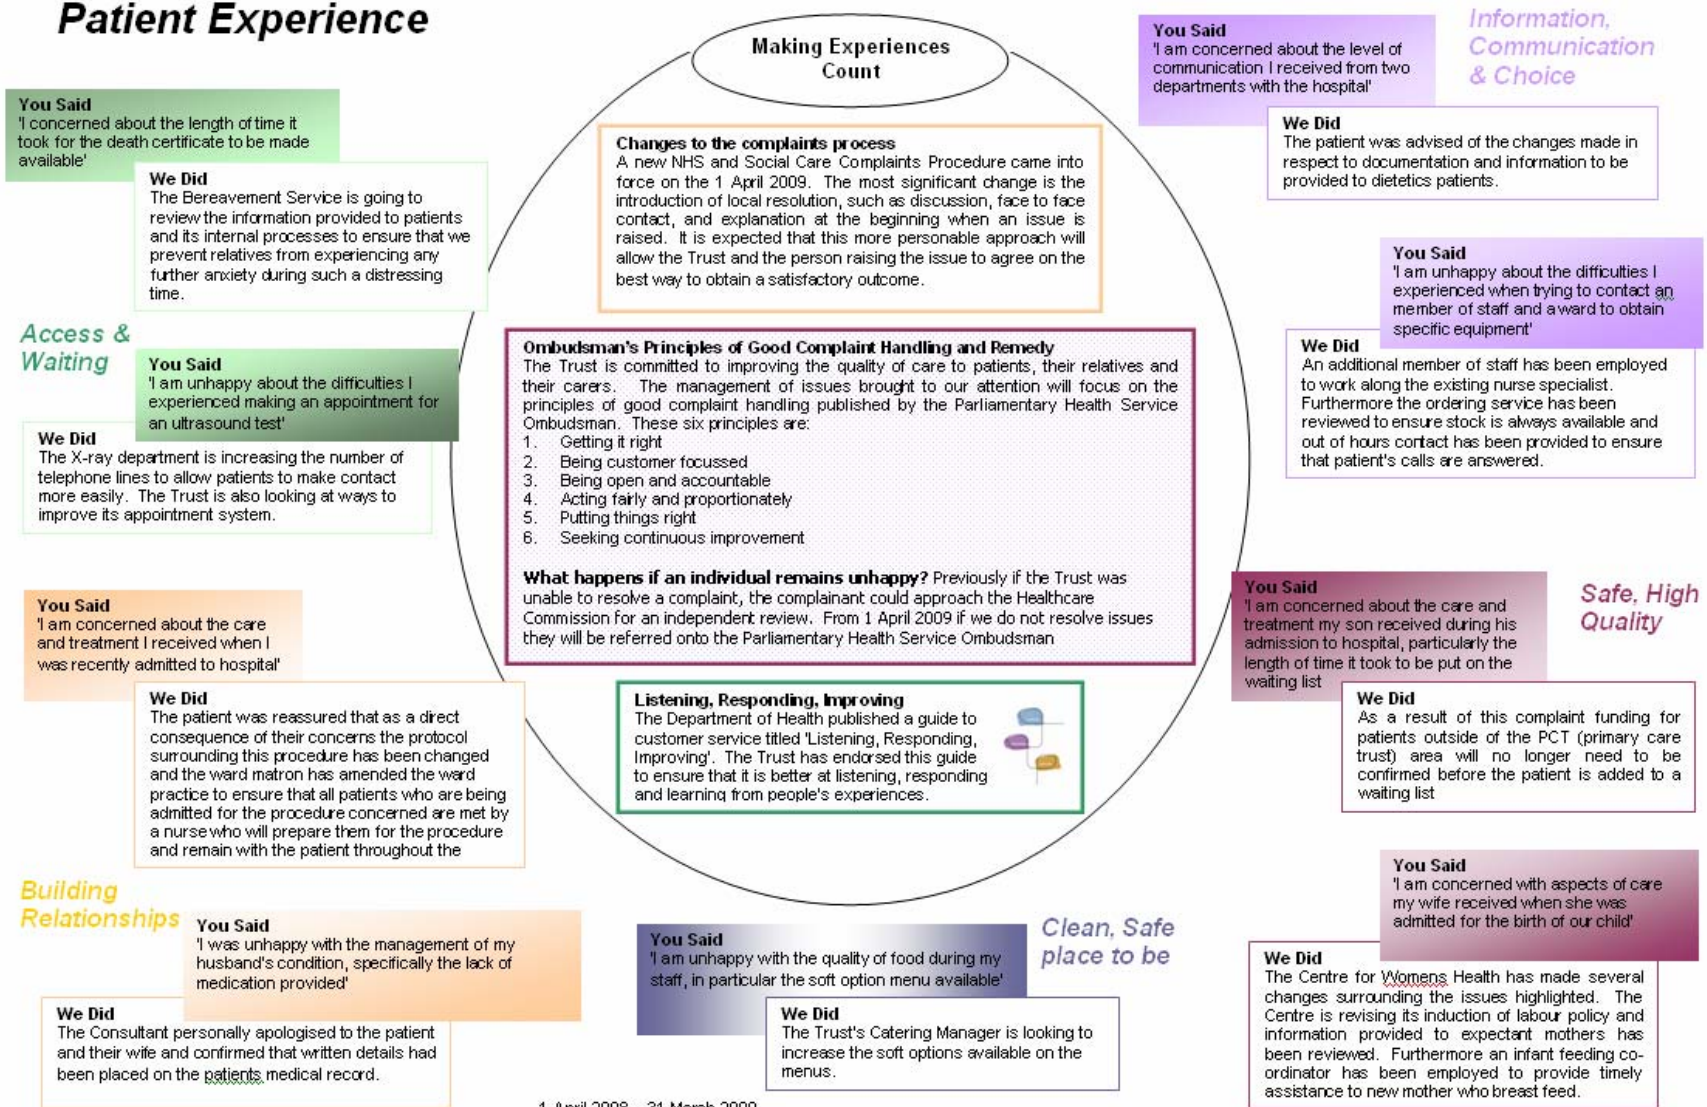 Patient Experience
Making Experiences
Count
Information,
Communication
& Choice
You Said
'I concerned about the length of time it
took for the death certificate to be made
available'
We Did
The Bereavement Service is going to
review the information provided to patients
and its internal processes to ensure that we
prevent relatives from experiencing any
further anxiety during such a distressing
time.
Access &
Waiting
You Said
'I am unhappy about the difficulties I
experienced making an appointment for
an ultrasound test'
We Did
The X-ray department is increasing the number of
telephone lines to allow patients to make contact
more easily. The Trust is also looking at ways to
improve its appointment system.
You Said
'I am concerned about the care
and treatment I received when I
was recently admitted to hospital'
We Did
The patient was reassured that as a direct
consequence of their concerns the protocol
surrounding this procedure has been changed
and the ward matron has amended the ward
practice to ensure that all patients who are being
admitted for the procedure concerned are met by
a nurse who will prepare them for the procedure
and remain with the patient throughout the
Building
Relationships
You Said
'I was unhappy with the management of my
husband's condition, specifically the lack of
medication provided'
We Did
The Consultant personally apologised to the patient
and their wife and confirmed that written details had
been placed on the patients medical record.
Changes to the complaints process
A new NHS and Social Care Complaints Procedure came into
force on the 1 April 2009. The most significant change is the
introduction of local resolution, such as discussion, face to face
contact, and explanation at the beginning when an issue is
raised. It is expected that this more personable approach will
allow the Trust and the person raising the issue to agree on the
best way to obtain a satisfactory outcome.
Ombudsman's Principles of Good Complaint Handling and Remedy
The Trust is committed to improving the quality of care to patients, their relatives and
their carers. The management of issues brought to our attention will focus on the
principles of good complaint handling published by the Parliamentary Health Service
Ombudsman. These six principles are:
1. Getting it right
2. Being customer focussed
3. Being open and accountable
4. Acting fairly and proportionately
5. Putting things right
6. Seeking continuous improvement
What happens if an individual remains unhappy? Previously if the Trust was
unable to resolve a complaint, the complainant could approach the Healthcare
Commission for an independent review. From 1 April 2009 if we do not resolve issues
they will be referred onto the Parliamentary Health Service Ombudsman
Listening, Responding, Improving
The Department of Health published a guide to
customer service titled 'Listening, Responding,
Improving'. The Trust has endorsed this guide
to ensure that it is better at listening, responding
and learning from people's experiences.
Clean, Safe
place to be
You Said
'I am unhappy with the quality of food during my
staff, in particular the soft option menu available'
We Did
The Trust's Catering Manager is looking to
increase the soft options available on the
menus.
1 April 2008 – 31 March 2009
You Said
'I am concerned about the level of
communication I received from two
departments with the hospital'
We Did
The patient was advised of the changes made in
respect to documentation and information to be
provided to dietetics patients.
You Said
'I am unhappy about the difficulties I
experienced when trying to contact an
member of staff and a ward to obtain
specific equipment'
We Did
An additional member of staff has been employed
to work along the existing nurse specialist.
Furthermore the ordering service has been
reviewed to ensure stock is always available and
out of hours contact has been provided to ensure
that patient's calls are answered.
Safe, High
Quality
You Said
'I am concerned about the care and
treatment my son received during his
admission to hospital, particularly the
length of time it took to be put on the
waiting list
We Did
As a result of this complaint funding for
patients outside of the PCT (primary care
trust) area will no longer need to be
confirmed before the patient is added to a
waiting list
You Said
'I am concerned with aspects of care
my wife received when she was
admitted for the birth of our child'
We Did
The Centre for Womens Health has made several
changes surrounding the issues highlighted. The
Centre is revising its induction of labour policy and
information provided to expectant mothers has
been reviewed. Furthermore an infant feeding co-
ordinator has been employed to provide timely
assistance to new mother who breast feed.